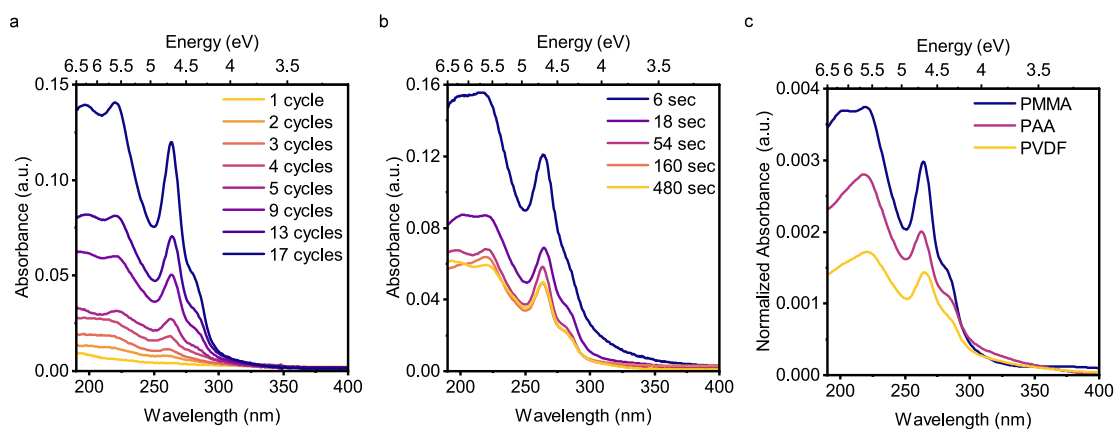 a
Energy (eV)
6.5 6 5.5 5 4.5 4 3.5
0.15
0.10
0.05
0.00
Absorbance (a.u.)
1 cycle
2 cycles
3 cycles
4 cycles
5 cycles
9 cycles
13 cycles
17 cycles
200 250 300 350 400
Wavelength (nm)
b
Energy (eV)
6.5 6 5.5 5 4.5 4 3.5
0.16
0.12
0.08
0.04
0.00
Absorbance (a.u.)
6 sec
18 sec
54 sec
160 sec
480 sec
200 250 300 350 400
Wavelength (nm)
c
Energy (eV)
6.5 6 5.5 5 4.5 4 3.5
0.004
0.003
0.002
0.001
0.000
Normalized Absorbance (a.u.)
PMMA
PAA
PVDF
200 250 300 350 400
Wavelength (nm)